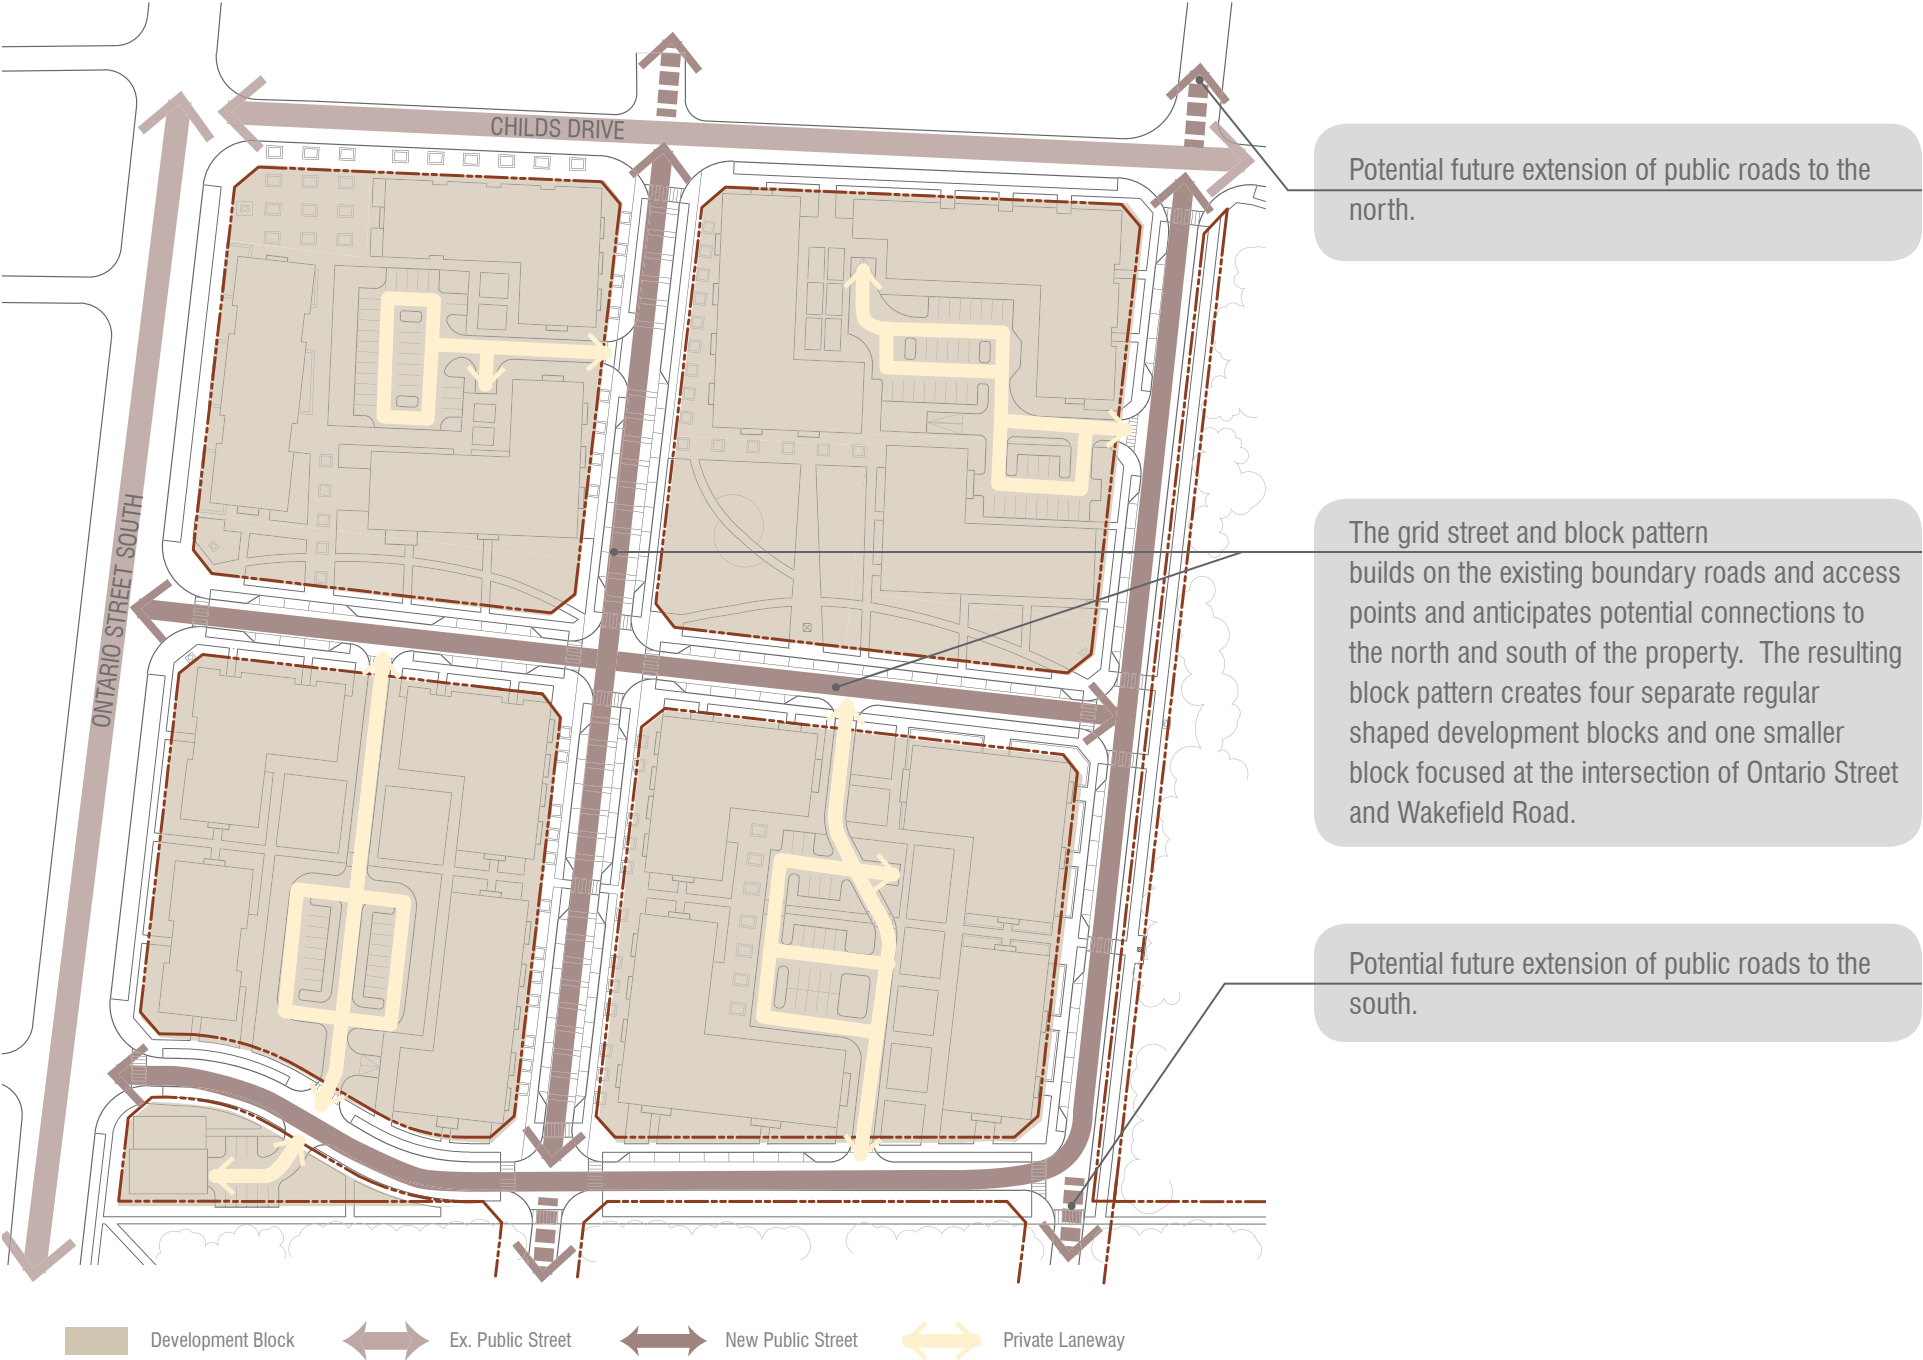 CHILDS DRIVE
ONTARIO STREET SOUTH
Potential future extension of public roads to the
north.
The grid street and block pattern
builds on the existing boundary roads and access
points and anticipates potential connections to
the north and south of the property.  The resulting
block pattern creates four separate regular
shaped development blocks and one smaller
block focused at the intersection of Ontario Street
and Wakefield Road.
Potential future extension of public roads to the
south.
Development Block
Ex. Public Street
New Public Street
Private Laneway